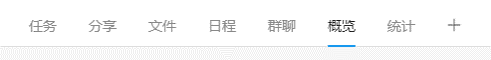 任务 分享 文件 日程 群聊 概览 统计 +